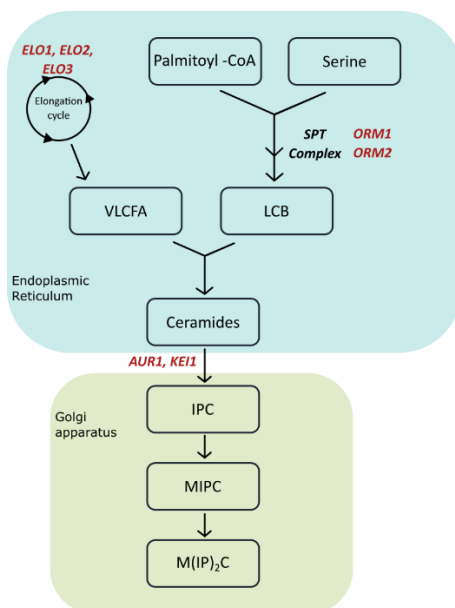 ELO1, ELO2,
ELO3
Elongation
cycle
Palmitoyl -CoA
Serine
SPT ORM1
Complex ORM2
VLCFA
LCB
Endoplasmic
Reticulum
Ceramides
AUR1, KEI1
Golgi
apparatus
IPC
MIPC
M(IP)₂C